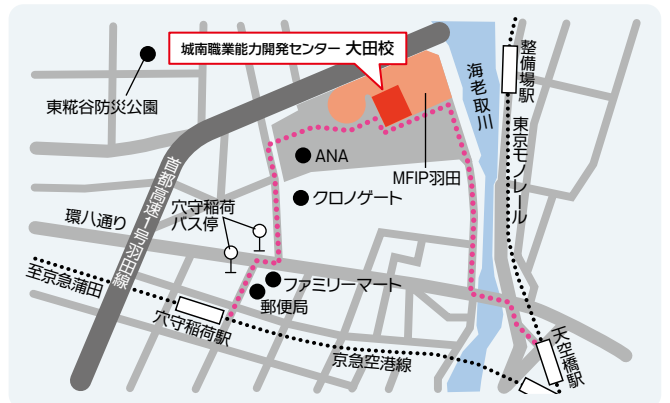 城南職業能力開発センター 大田校
東糀谷防災公園
整備場駅
海老取川
東京モノレール
ANA
MFIP羽田
クロノゲート
首都高速1号羽田線
穴守稲荷
バス停
環八通り
至京急蒲田
ファミリーマート
郵便局
穴守稲荷駅
京急空港線
天空橋駅